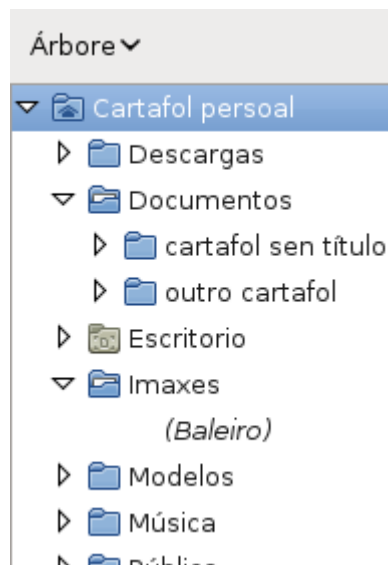 Árbore
Cartafol persoal
Descargas
Documentos
cartafol sen título
outro cartafol
Escritorio
Imaxes
(Baleiro)
Modelos
Música